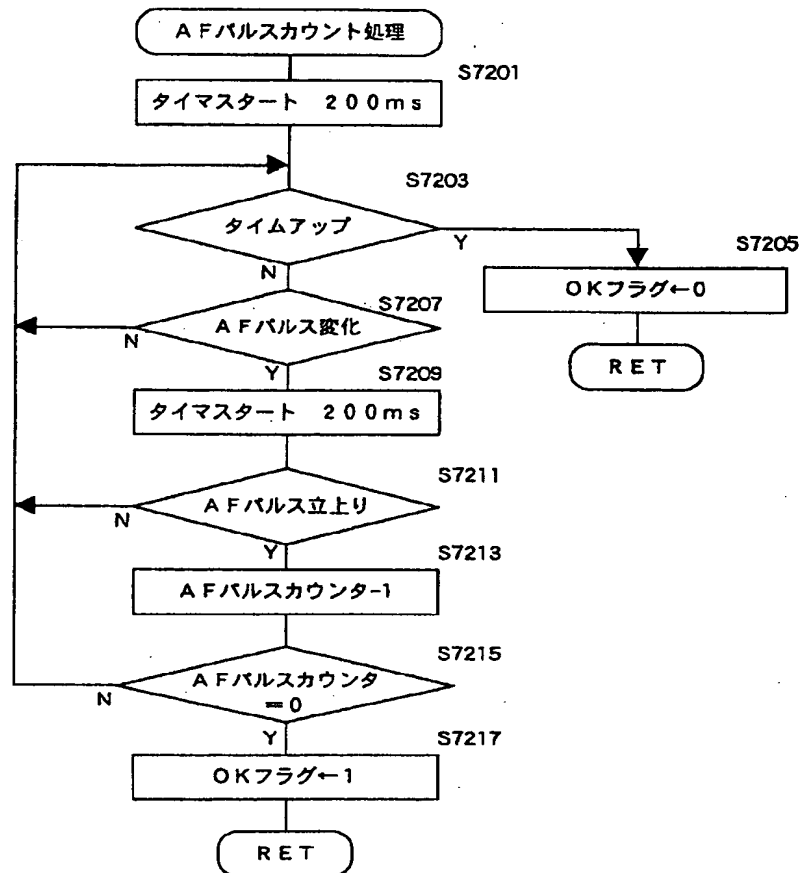 AFパルスカウント処理
S7201
タイマスタート 200ms
S7203
タイムアップ
Y
S7205
N
OKフラグ←0
S7207
AFパルス変化
N
RET
Y
S7209
タイマスタート 200ms
S7211
AFパルス立上り
N
Y
S7213
AFパルスカウンタ-1
S7215
AFパルスカウンタ
=0
N
Y
S7217
OKフラグ←1
RET